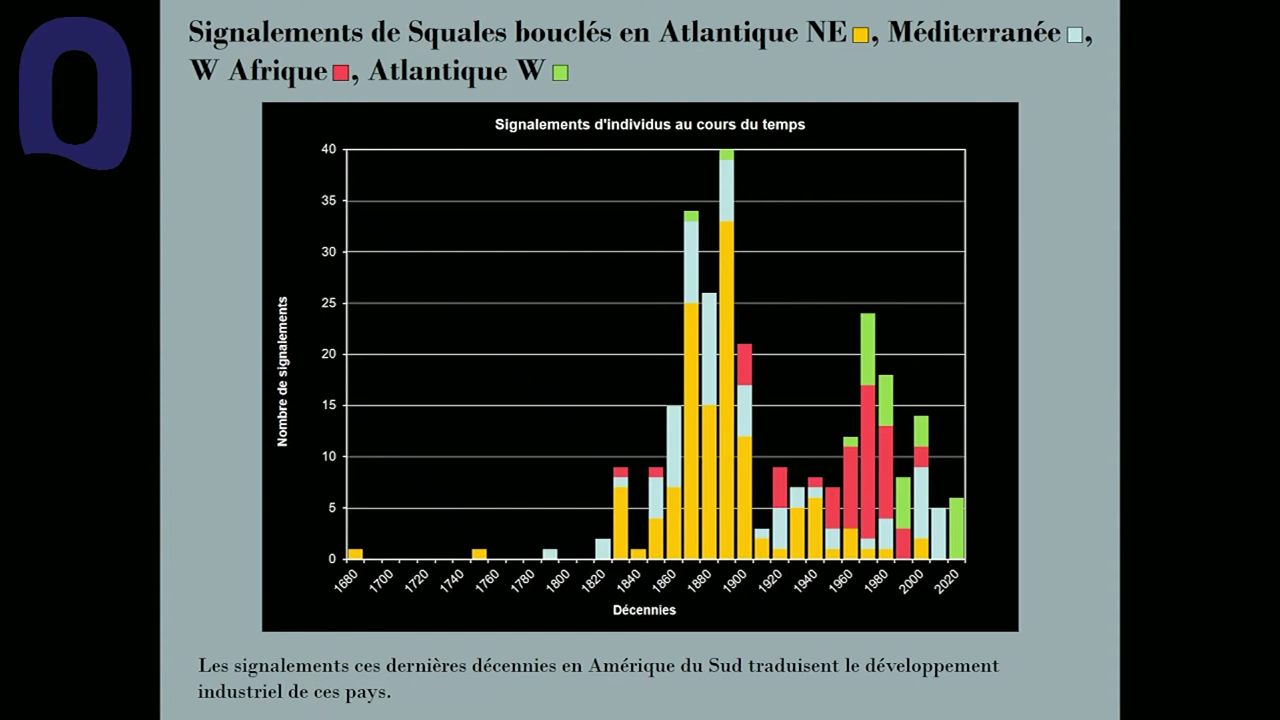 Signalements de Squales bouclés en Atlantique NE, Méditerranée,
W Afrique, Atlantique W
Signalements d'individus au cours du temps
Nombre de signalements
40
35
30
25
20
15
10
5
0
1680 1700 1720 1740 1760 1780 1800 1820 1840 1860 1880 1900 1920 1940 1960 1980 2000 2020
Décennies
Les signalements ces dernières décennies en Amérique du Sud traduisent le développement
industriel de ces pays.